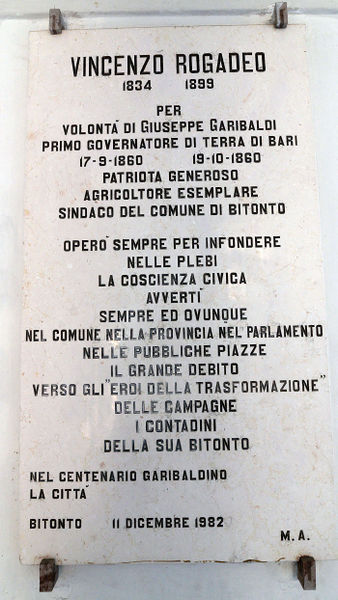 VINCENZO ROGADEO
1834 1899
PER
VOLONTÀ DI GIUSEPPE GARIBALDI
PRIMO GOVERNATORE DI TERRA DI BARI
17-9-1860 19-10-1860
PATRIOTA GENEROSO
AGRICOLTORE ESEMPLARE
SINDACO DEL COMUNE DI BITONTO
OPERÒ SEMPRE PER INFONDERE
NELLE PLEBI
LA COSCIENZA CIVICA
AVVERTÌ
SEMPRE ED OVUNQUE
NEL COMUNE NELLA PROVINCIA NEL PARLAMENTO
NELLE PUBBLICHE PIAZZE
IL GRANDE DEBITO
VERSO GLI "EROI DELLA TRASFORMAZIONE"
DELLE CAMPAGNE
I CONTADINI
DELLA SUA BITONTO
NEL CENTENARIO GARIBALDINO
LA CITTÀ
BITONTO 11 DICEMBRE 1982
M. A.